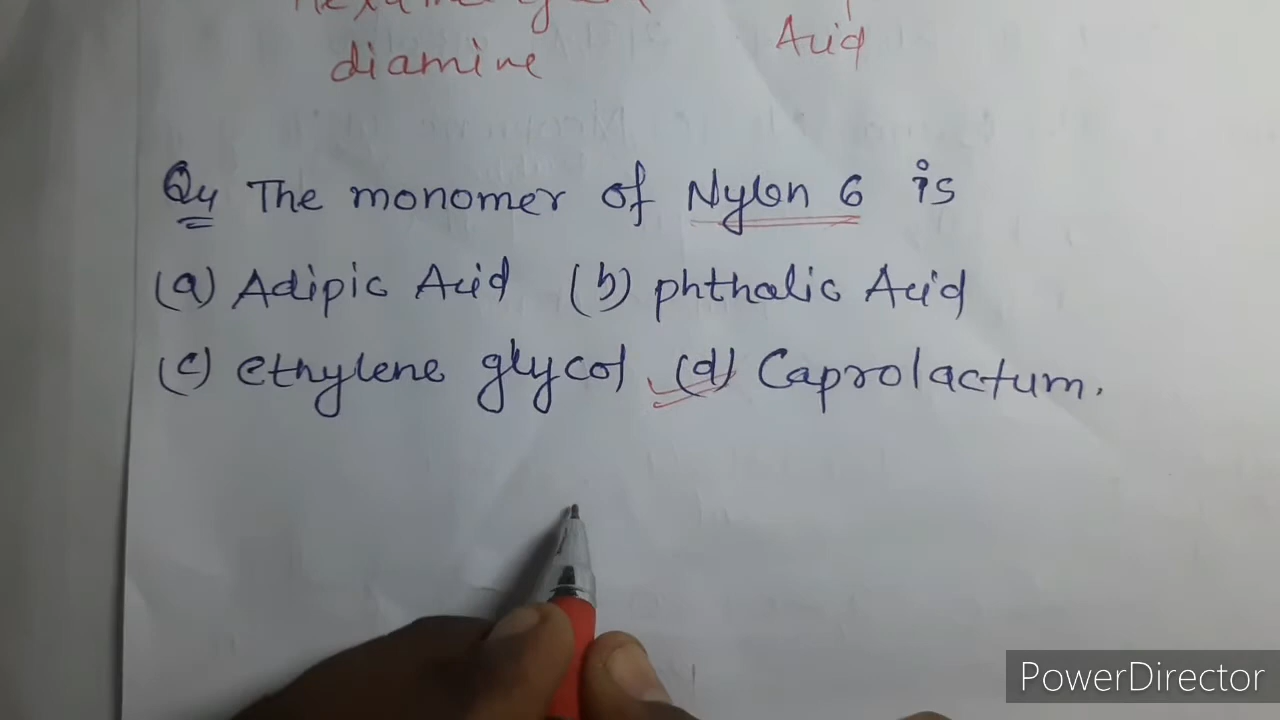 diamine Acid
Q4 The monomer of Nylon 6 is
(a) Adipic Acid (b) phthalic Acid
(c) ethylene glycol (d) Caprolactum.
PowerDirector